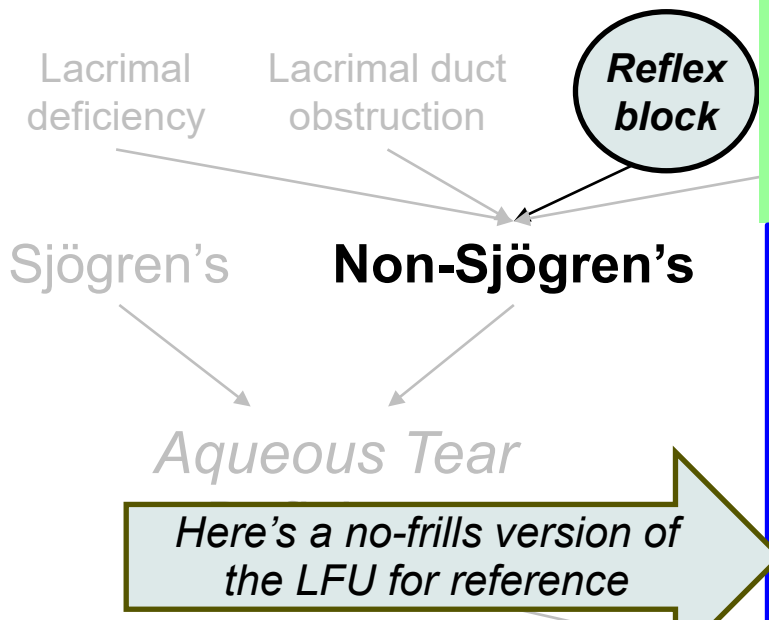 Lacrimal
deficiency
Lacrimal duct
obstruction
Reflex
block
Sjögren’s
Non-Sjögren’s
Aqueous Tear
Here’s a no-frills version of
the LFU for reference